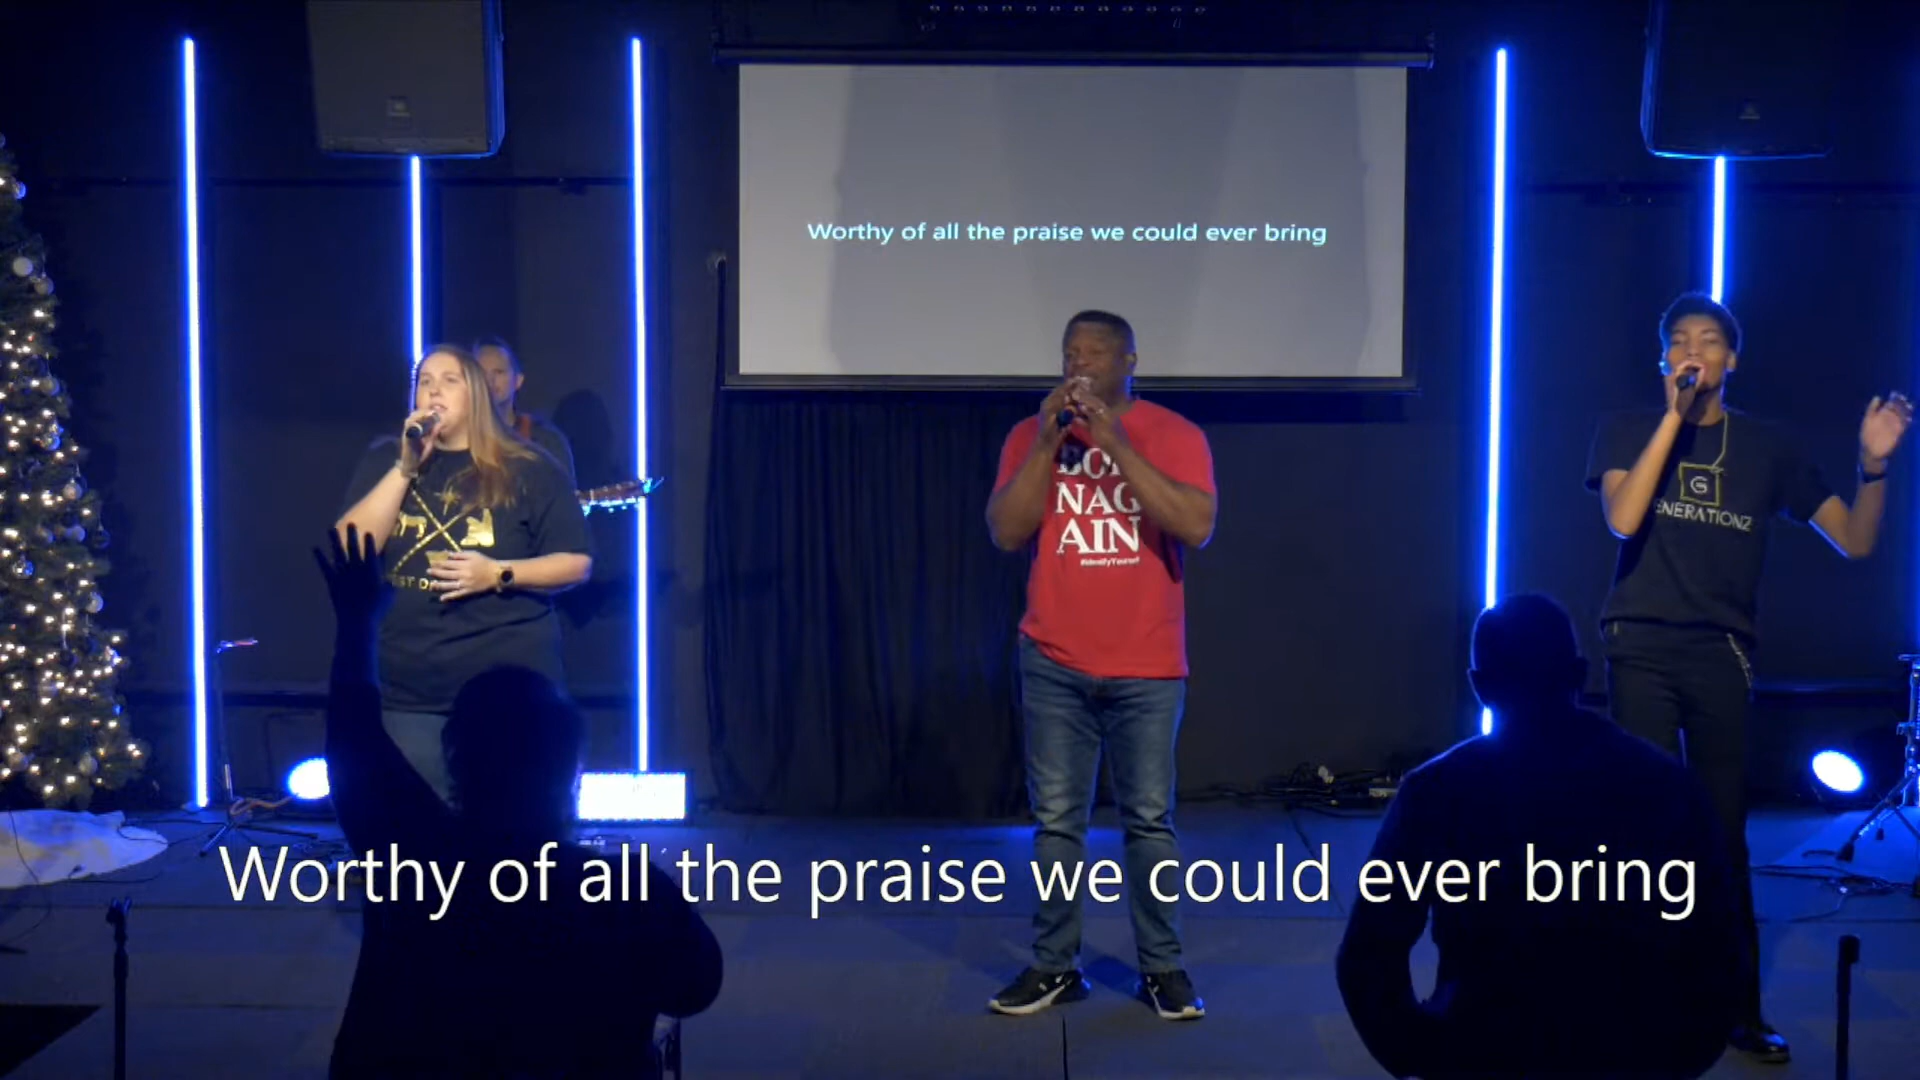 Worthy of all the praise we could ever bring
NAG
AIN
#IdentifyYourself
G
ENERATIONZ
Worthy of all the praise we could ever bring